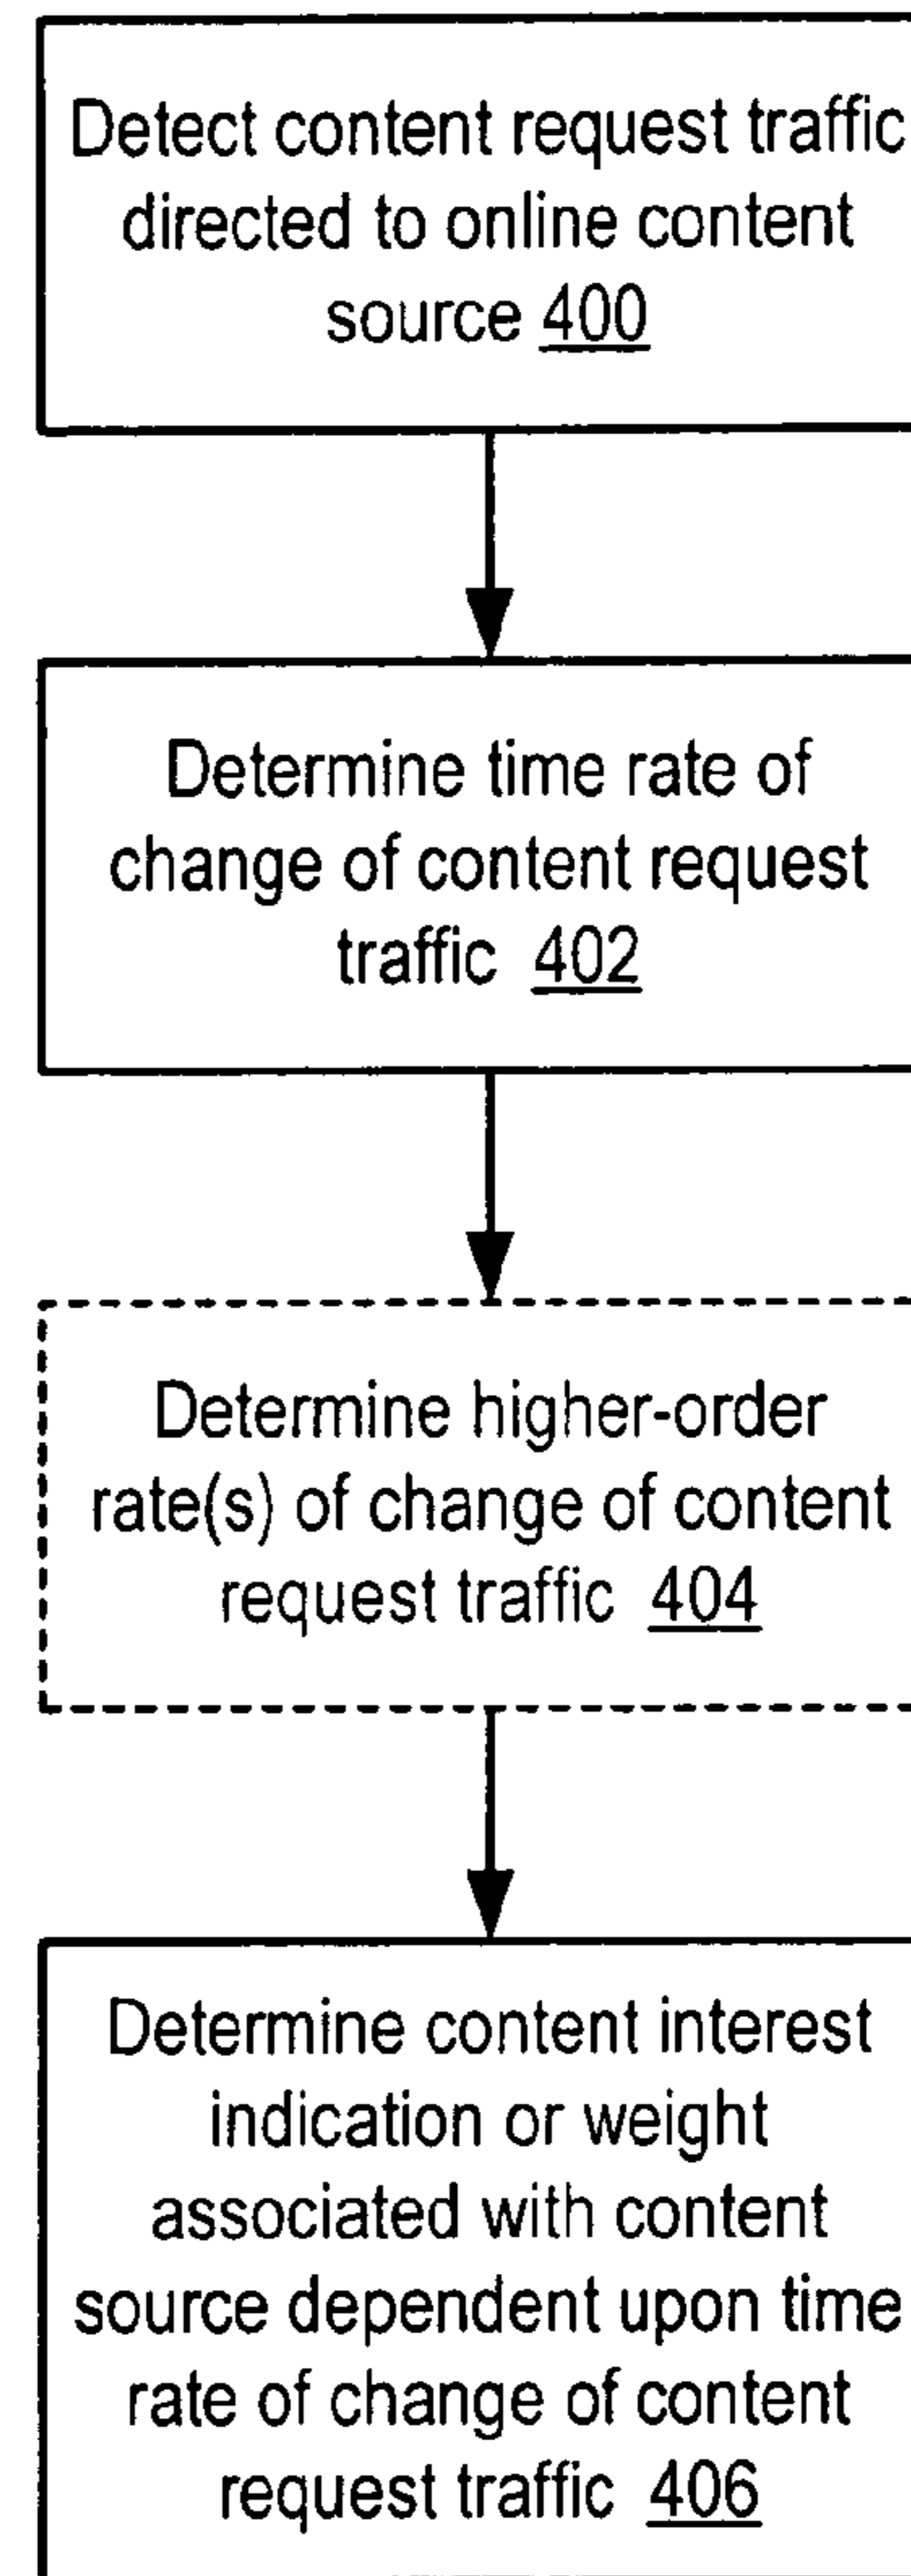 Detect content request traffic
directed to online content
source 400
Determine time rate of
change of content request
traffic 402
Determine higher-order
rate(s) of change of content
request traffic 404
Determine content interest
indication or weight
associated with content
source dependent upon time
rate of change of content
request traffic 406